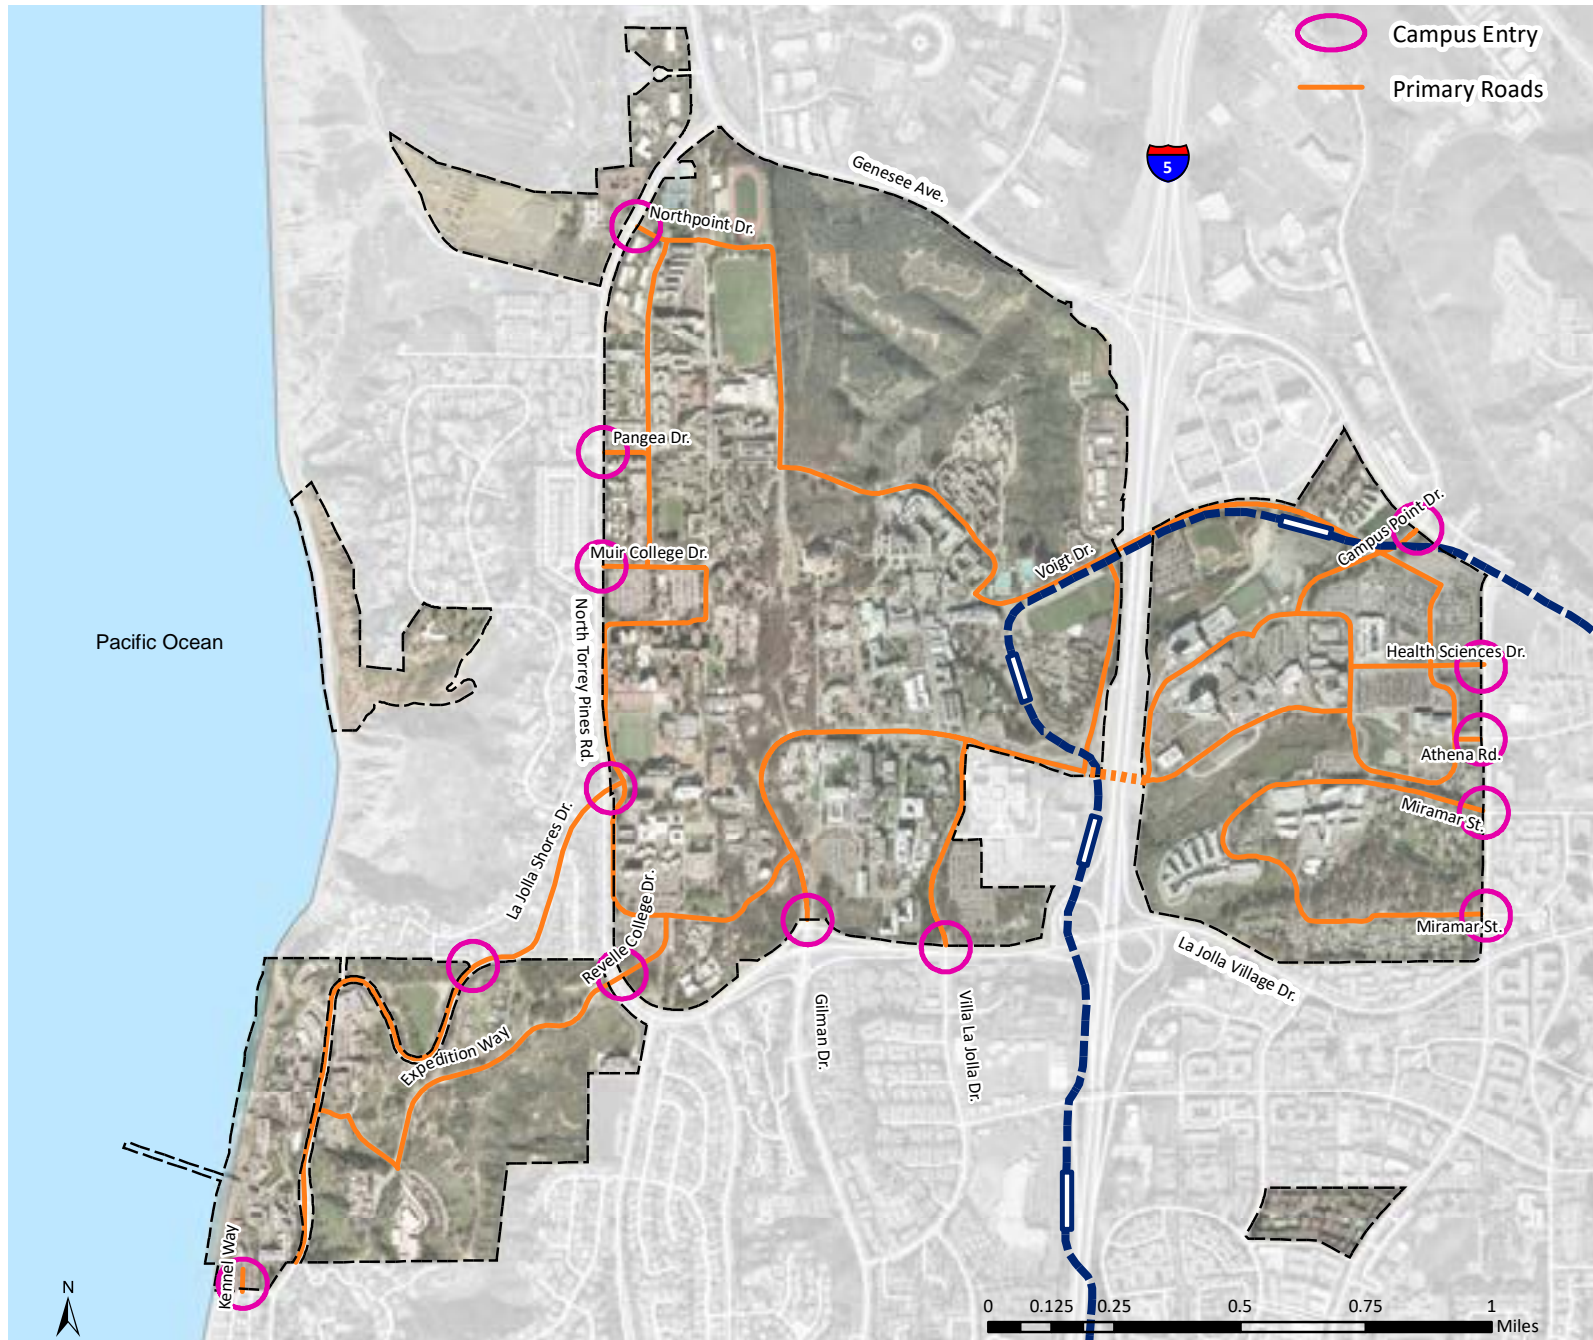 Campus Entry
Primary Roads
Genesee Ave.
5
Northpoint Dr.
Pangea Dr.
Campus Point Dr.
Muir College Dr.
Voigt Dr.
North Torrey Pines Rd.
Pacific Ocean
Health Sciences Dr.
Athena Rd.
Miramar St.
La Jolla Shores Dr.
Revelle College Dr.
Miramar St.
La Jolla Village Dr.
Gilman Dr.
Villa La Jolla Dr.
Expedition Way
Kennel Way
N
0 0.125 0.25 0.5 0.75 1
Miles